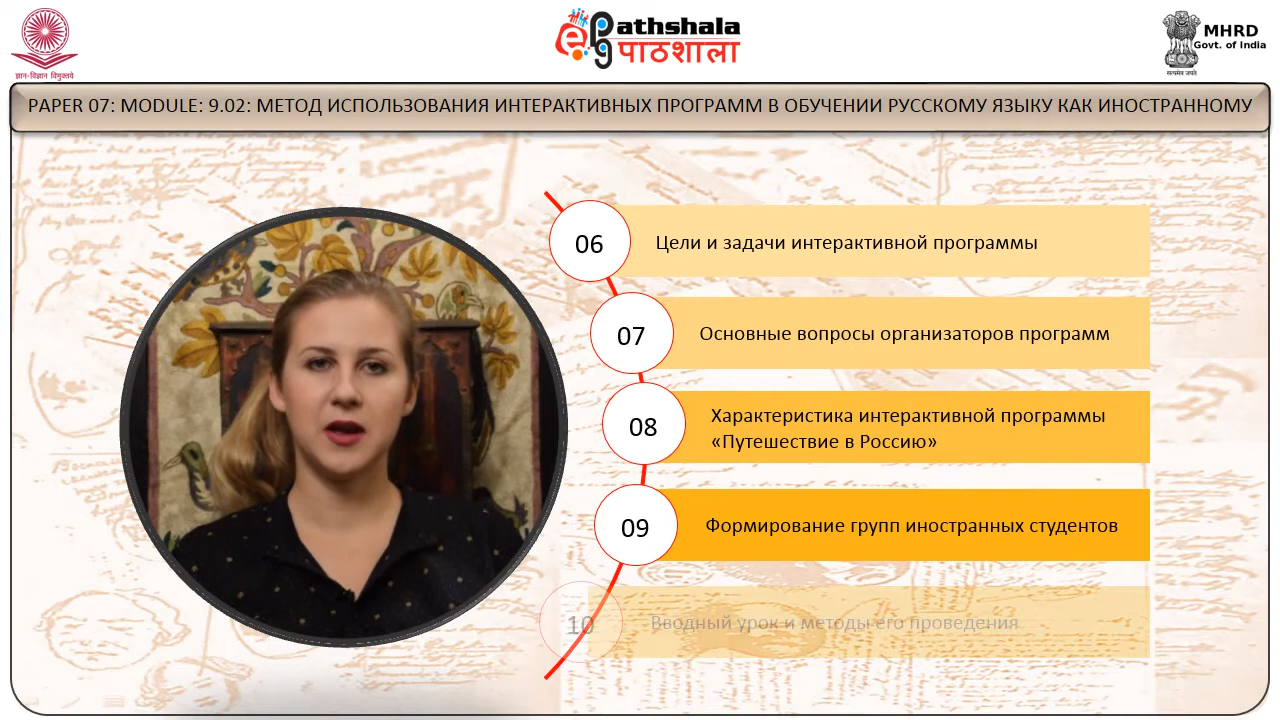 ज्ञान-विज्ञान विमुक्तये
e
Pathshala
pg पाठशाला
MHRD
Govt. of India
सत्यमेव जयते
PAPER 07: MODULE: 9.02: МЕТОД ИСПОЛЬЗОВАНИЯ ИНТЕРАКТИВНЫХ ПРОГРАММ В ОБУЧЕНИИ РУССКОМУ ЯЗЫКУ КАК ИНОСТРАННОМУ
06 Цели и задачи интерактивной программы
07 Основные вопросы организаторов программ
08 Характеристика интерактивной программы
«Путешествие в Россию»
09 Формирование групп иностранных студентов
10 Вводный урок и методы его проведения